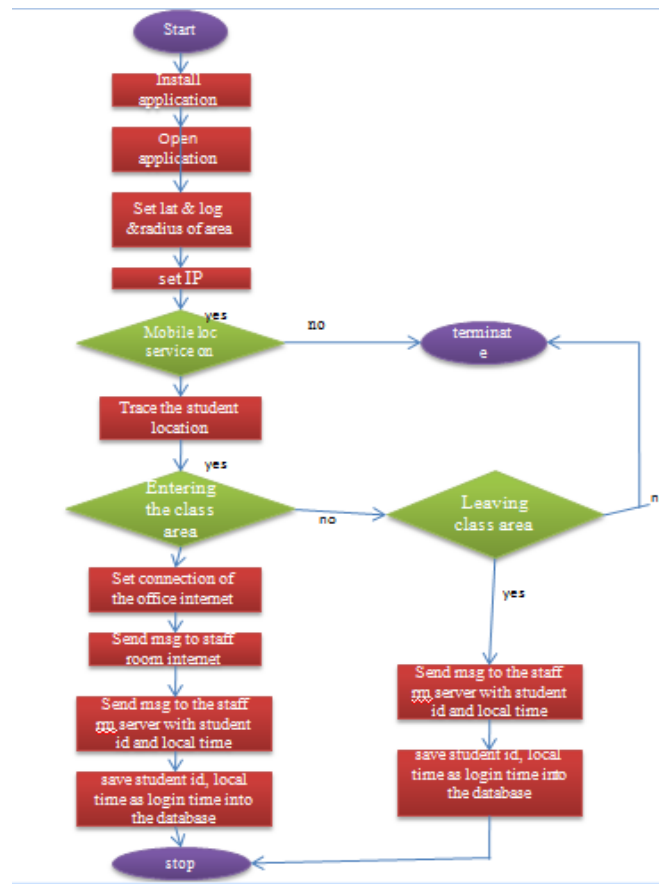 Start
Install
application
Open
application
Set lat & log
&radius of area
set IP
yes
Mobile loc
service on
no
terminat
e
Trace the student
location
yes
Entering
the class
area
no
Leaving
class area
n
yes
Set connection of
the office internet
Send msg to staff
room internet
Send msg to the staff
rm server with student
id and local time
save student id, local
time as login time into
the database
Send msg to the staff
rm server with student
id and local time
save student id, local
time as login time into
the database
stop